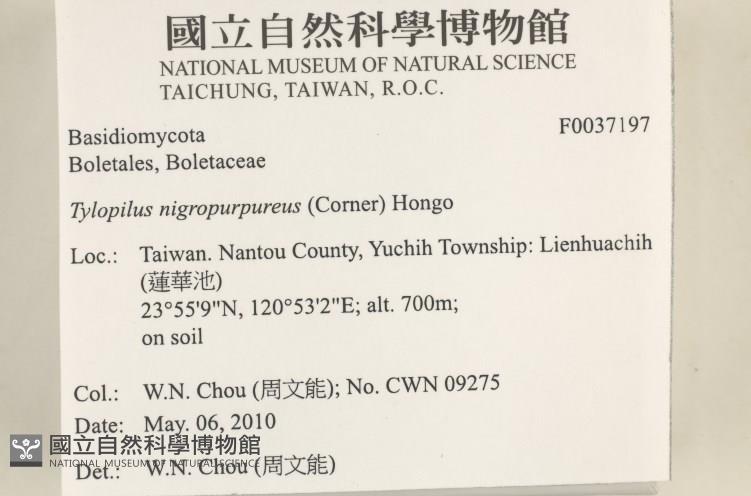 國立自然科學博物館
NATIONAL MUSEUM OF NATURAL SCIENCE
TAICHUNG, TAIWAN, R.O.C.
F0037197
Basidiomycota
Boletales, Boletaceae
Tylopilus nigropurpureus (Corner) Hongo
Loc.: Taiwan. Nantou County, Yuchih Township: Lienhuachih
(蓮華池)
23°55'9"N, 120°53'2"E; alt. 700m;
on soil
Col.: W.N. Chou (周文能); No. CWN 09275
Date: May. 06, 2010
國立自然科學博物館
NATIONAL MUSEUM OF NATURAL SCIENCE
Det.: W.N. Chou (周文能)